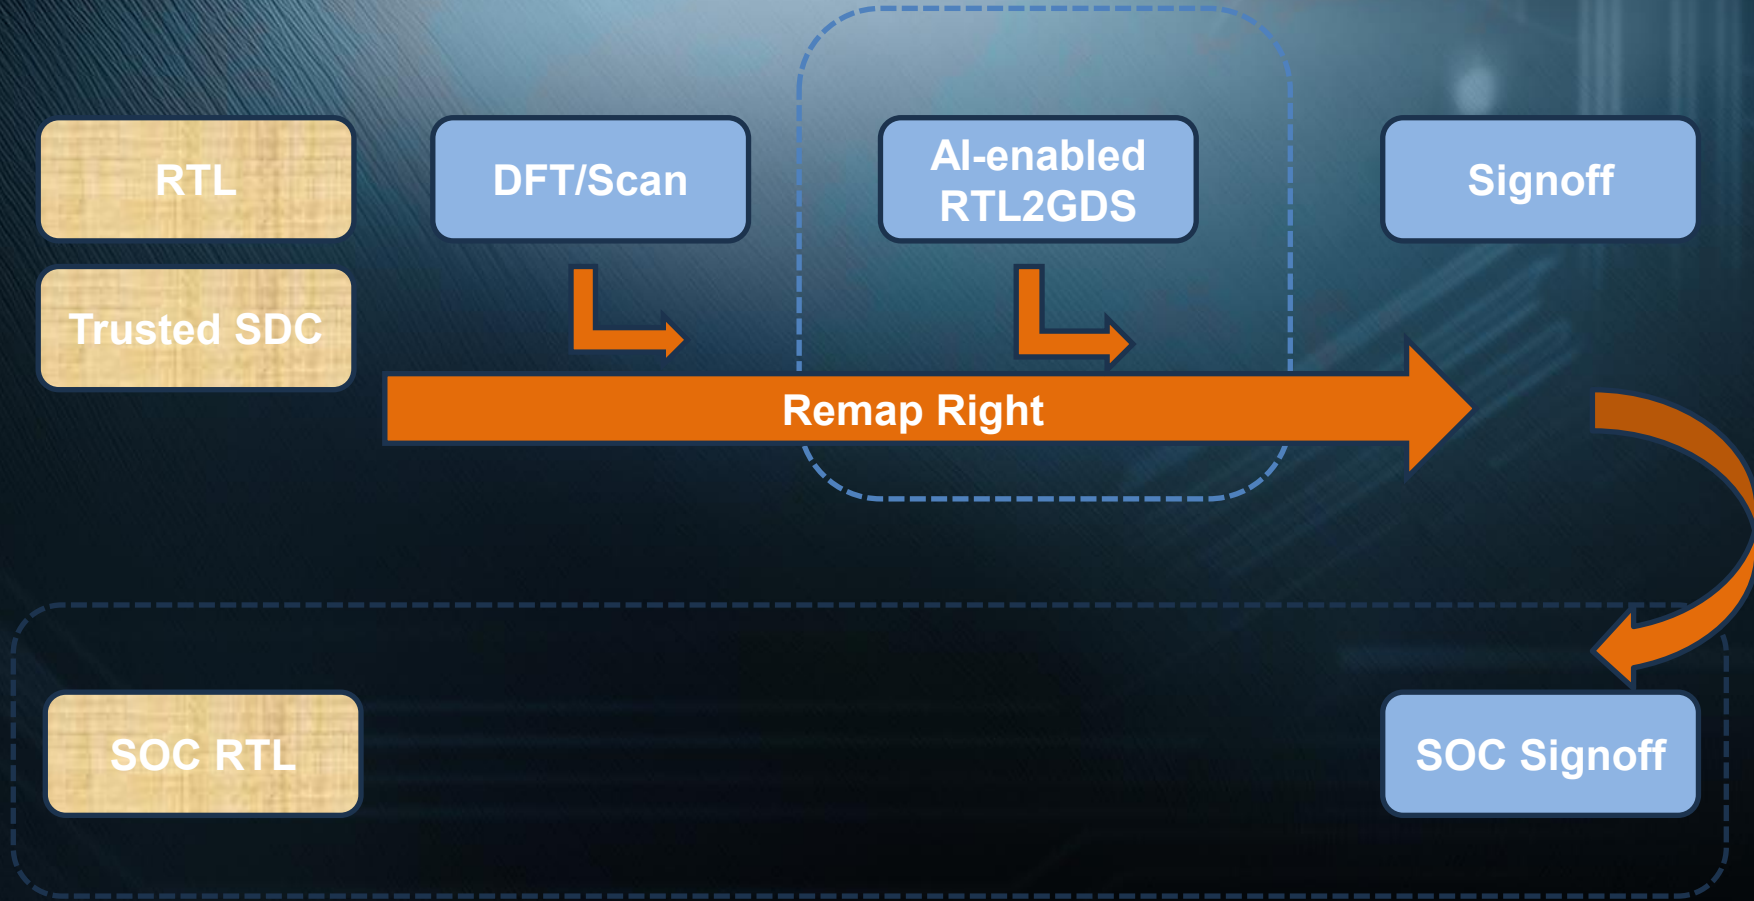 RTL
DFT/Scan
AI-enabled
RTL2GDS
Signoff
Trusted SDC
Remap Right
SOC RTL
SOC Signoff